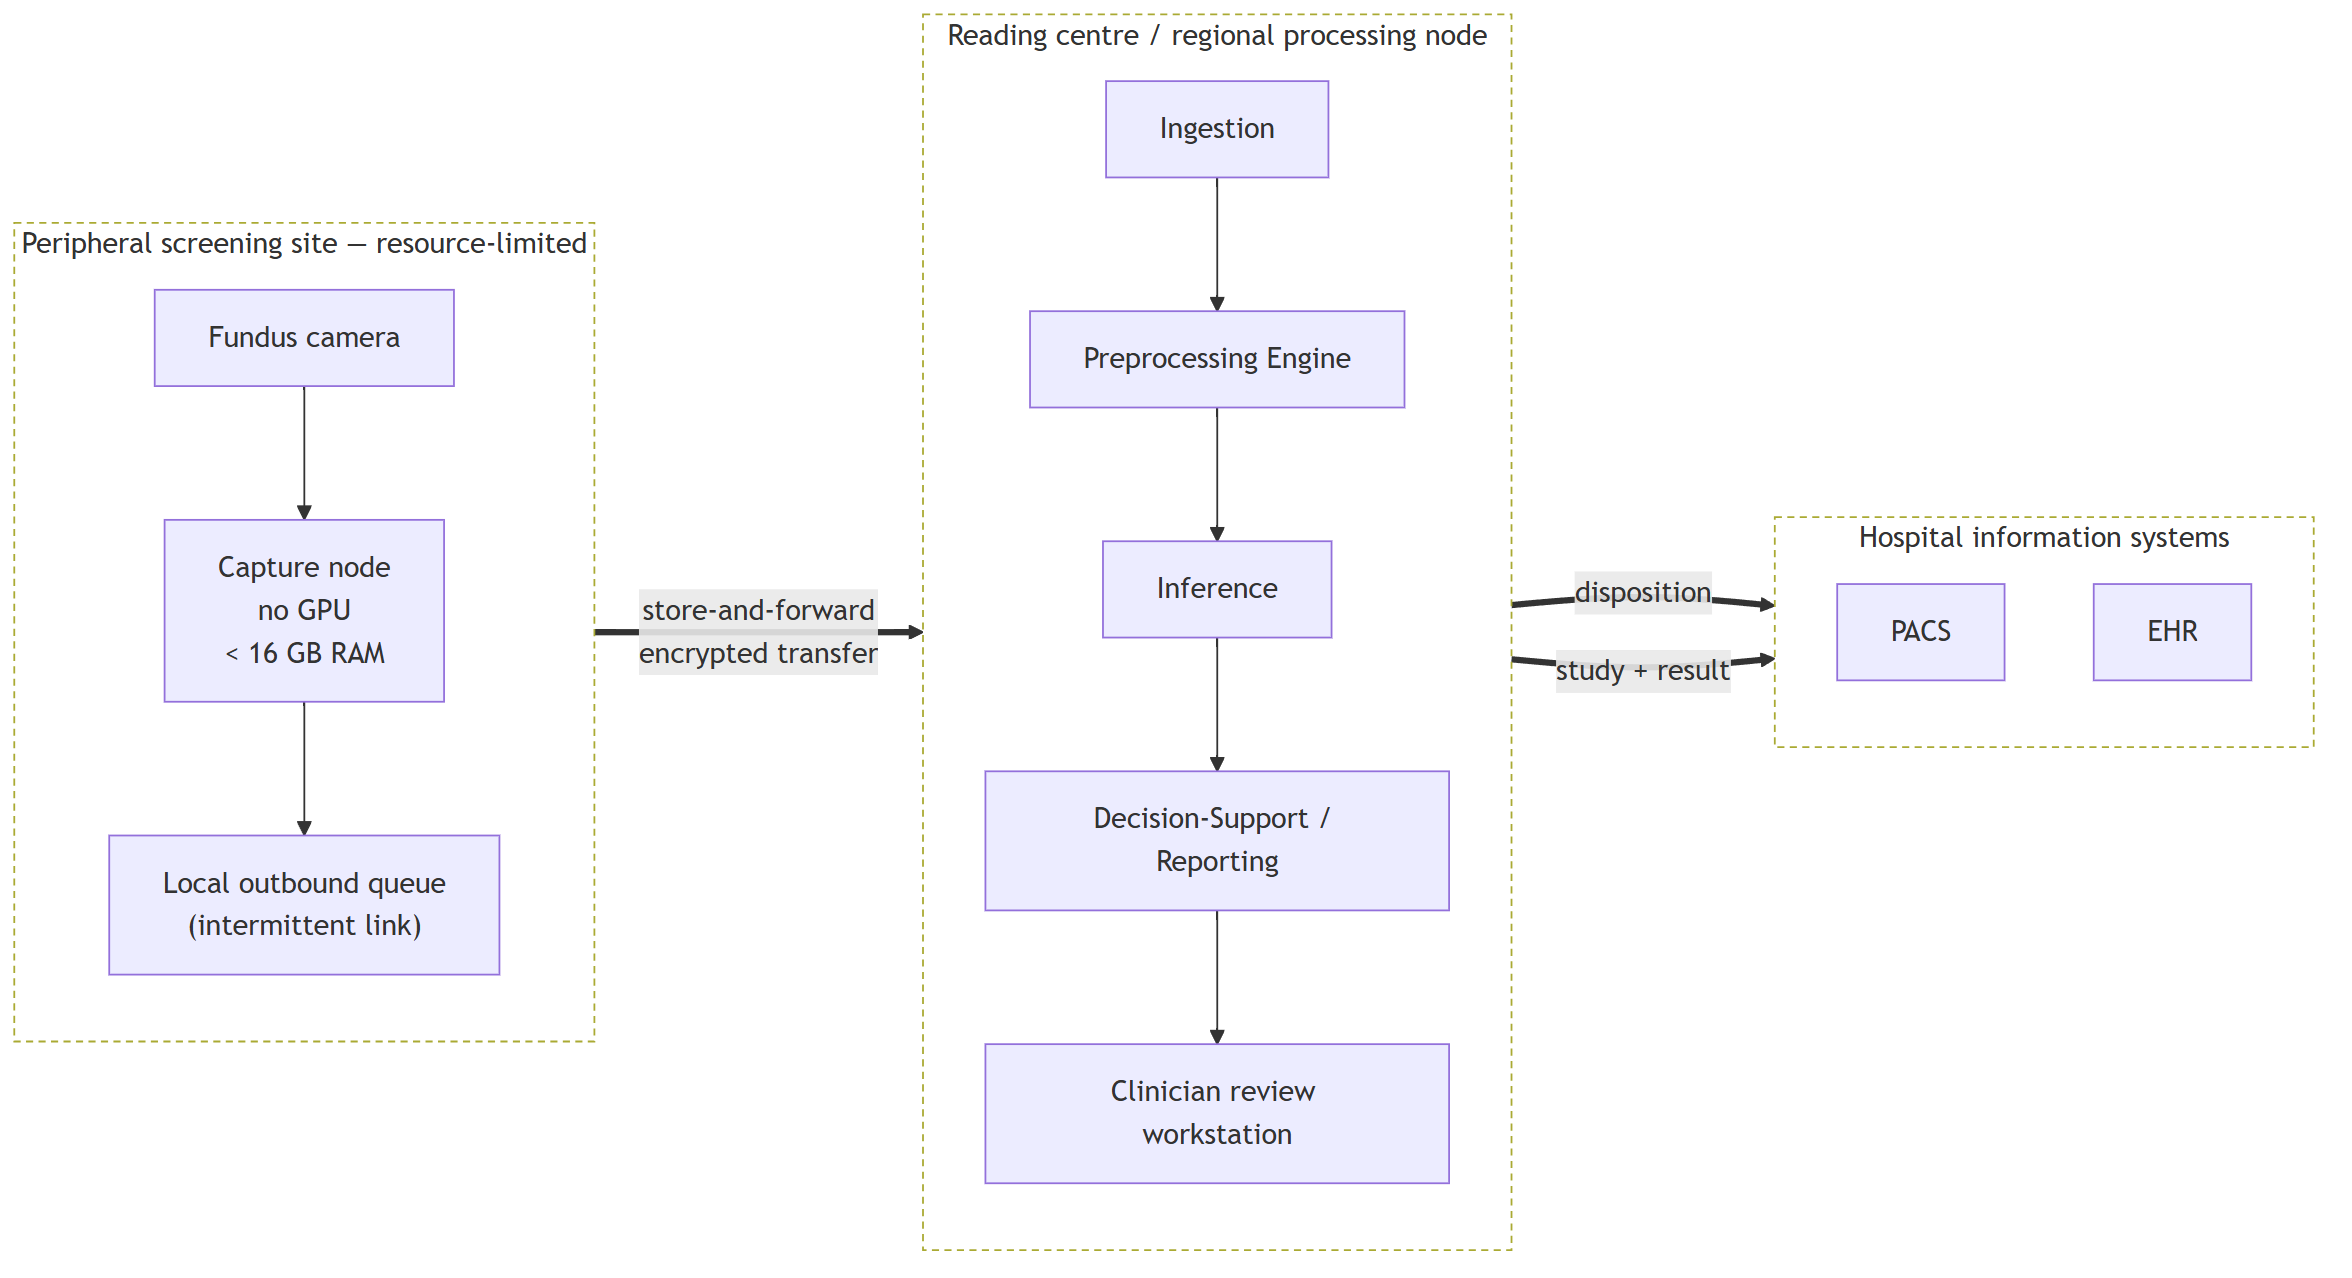 Peripheral screening site — resource-limited
Fundus camera
Capture node
no GPU
< 16 GB RAM
Local outbound queue
(intermittent link)
store-and-forward
encrypted transfer
Reading centre / regional processing node
Ingestion
Preprocessing Engine
Inference
Decision-Support /
Reporting
Clinician review
workstation
disposition
study + result
Hospital information systems
PACS
EHR